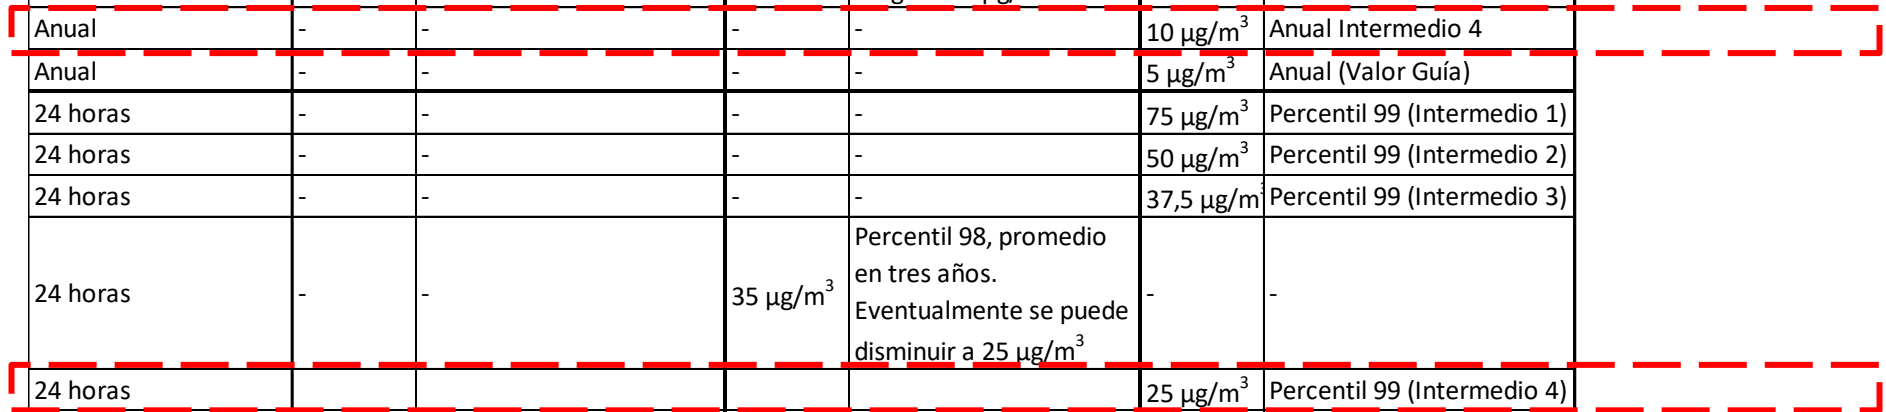 Anual - - - - 10 µg/m³ Anual Intermedio 4
Anual - - - - 5 µg/m³ Anual (Valor Guía)
24 horas - - - - 75 µg/m³ Percentil 99 (Intermedio 1)
24 horas - - - - 50 µg/m³ Percentil 99 (Intermedio 2)
24 horas - - - - 37,5 µg/m³ Percentil 99 (Intermedio 3)
24 horas - - 35 µg/m³ Percentil 98, promedio
en tres años.
Eventualmente se puede
disminuir a 25 µg/m³ - -
24 horas 25 µg/m³ Percentil 99 (Intermedio 4)